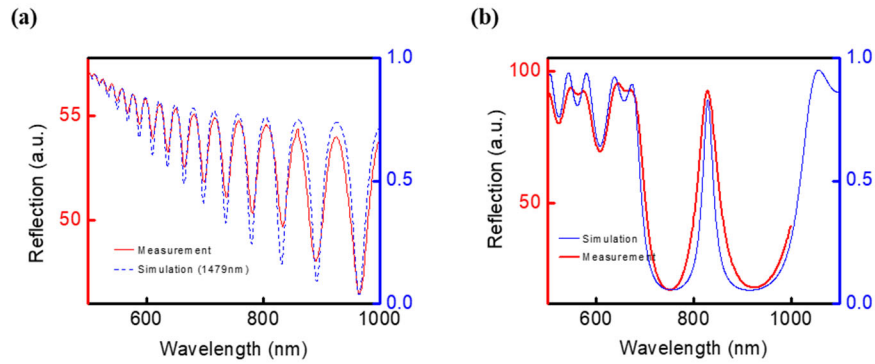 (a)
(b)
Reflection (a.u.)
55
50
1.0
0.5
0.0
Measurement
Simulation (1479nm)
600
800
1000
Wavelength (nm)
Reflection (a.u.)
100
50
1.0
0.5
0.0
Simulation
Measurement
600
800
1000
Wavelength (nm)